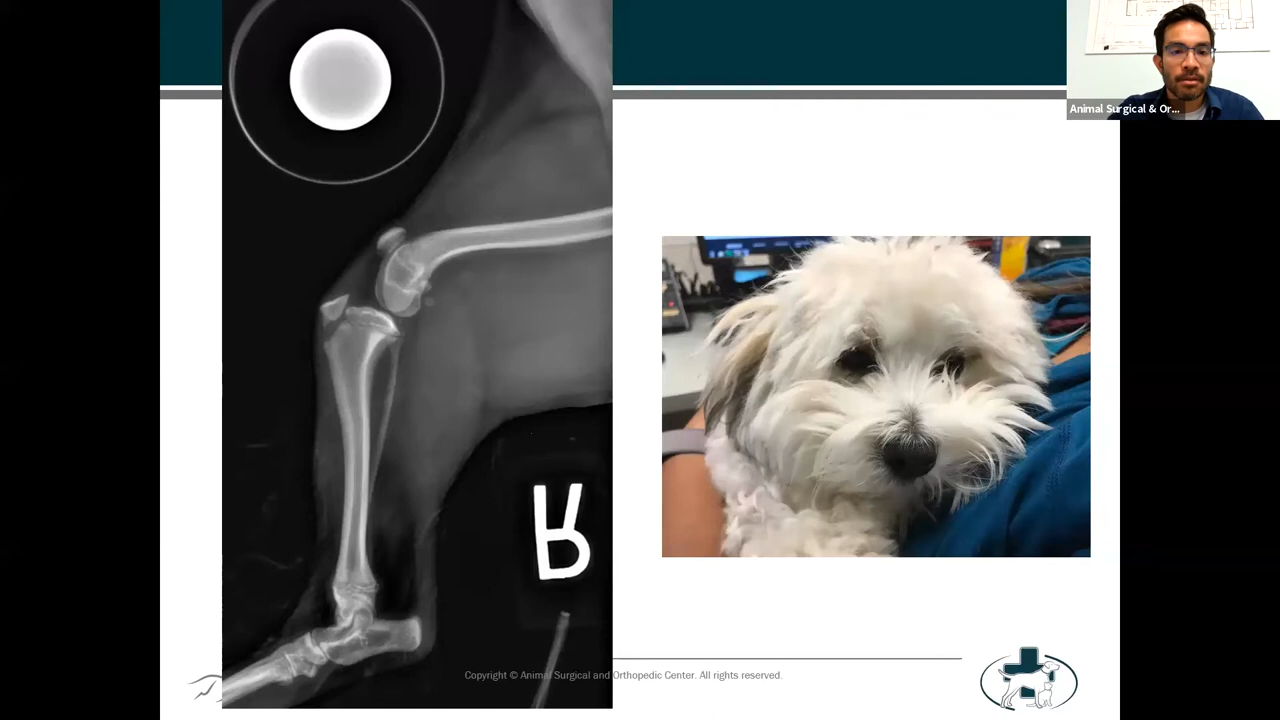 Animal Surgical & Or...
R
Copyright © Animal Surgical and Orthopedic Center. All rights reserved.